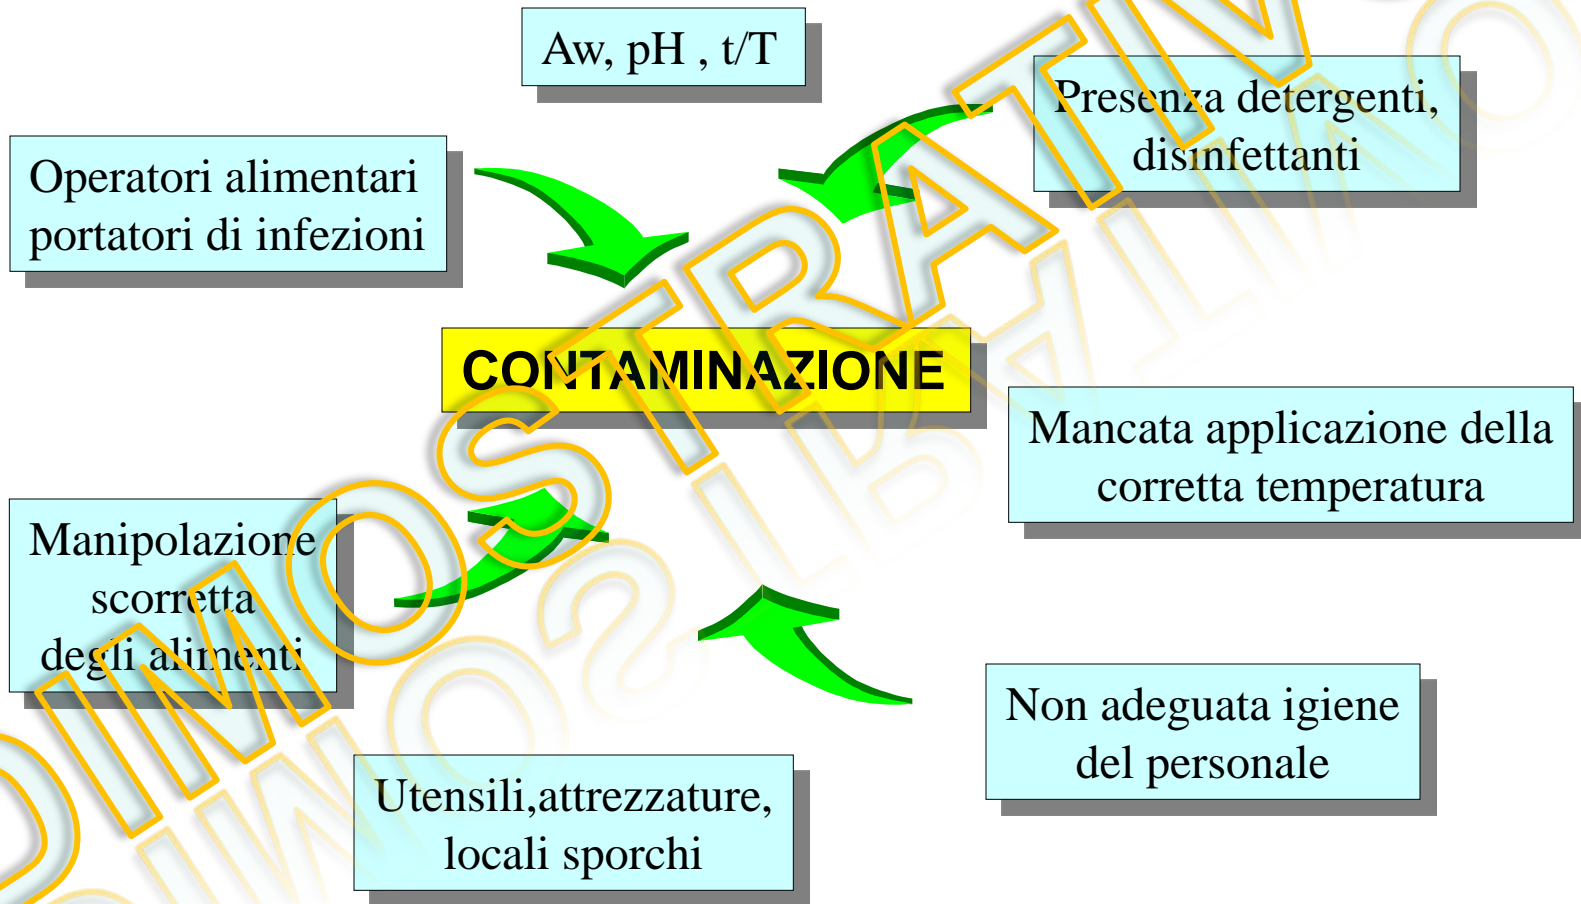 Aw, pH , t/T
Presenza detergenti,
disinfettanti
Operatori alimentari
portatori di infezioni
CONTAMINAZIONE
Mancata applicazione della
corretta temperatura
Manipolazione
scorretta
degli alimenti
Non adeguata igiene
del personale
Utensili,attrezzature,
locali sporchi
DIMOSTRATIV